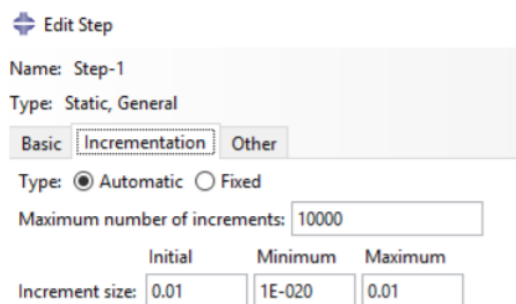 Edit Step
Name: Step-1
Type: Static, General
Basic Incrementation Other
Type: Automatic Fixed
Maximum number of increments: 10000
Initial Minimum Maximum
Increment size: 0.01 1E-020 0.01